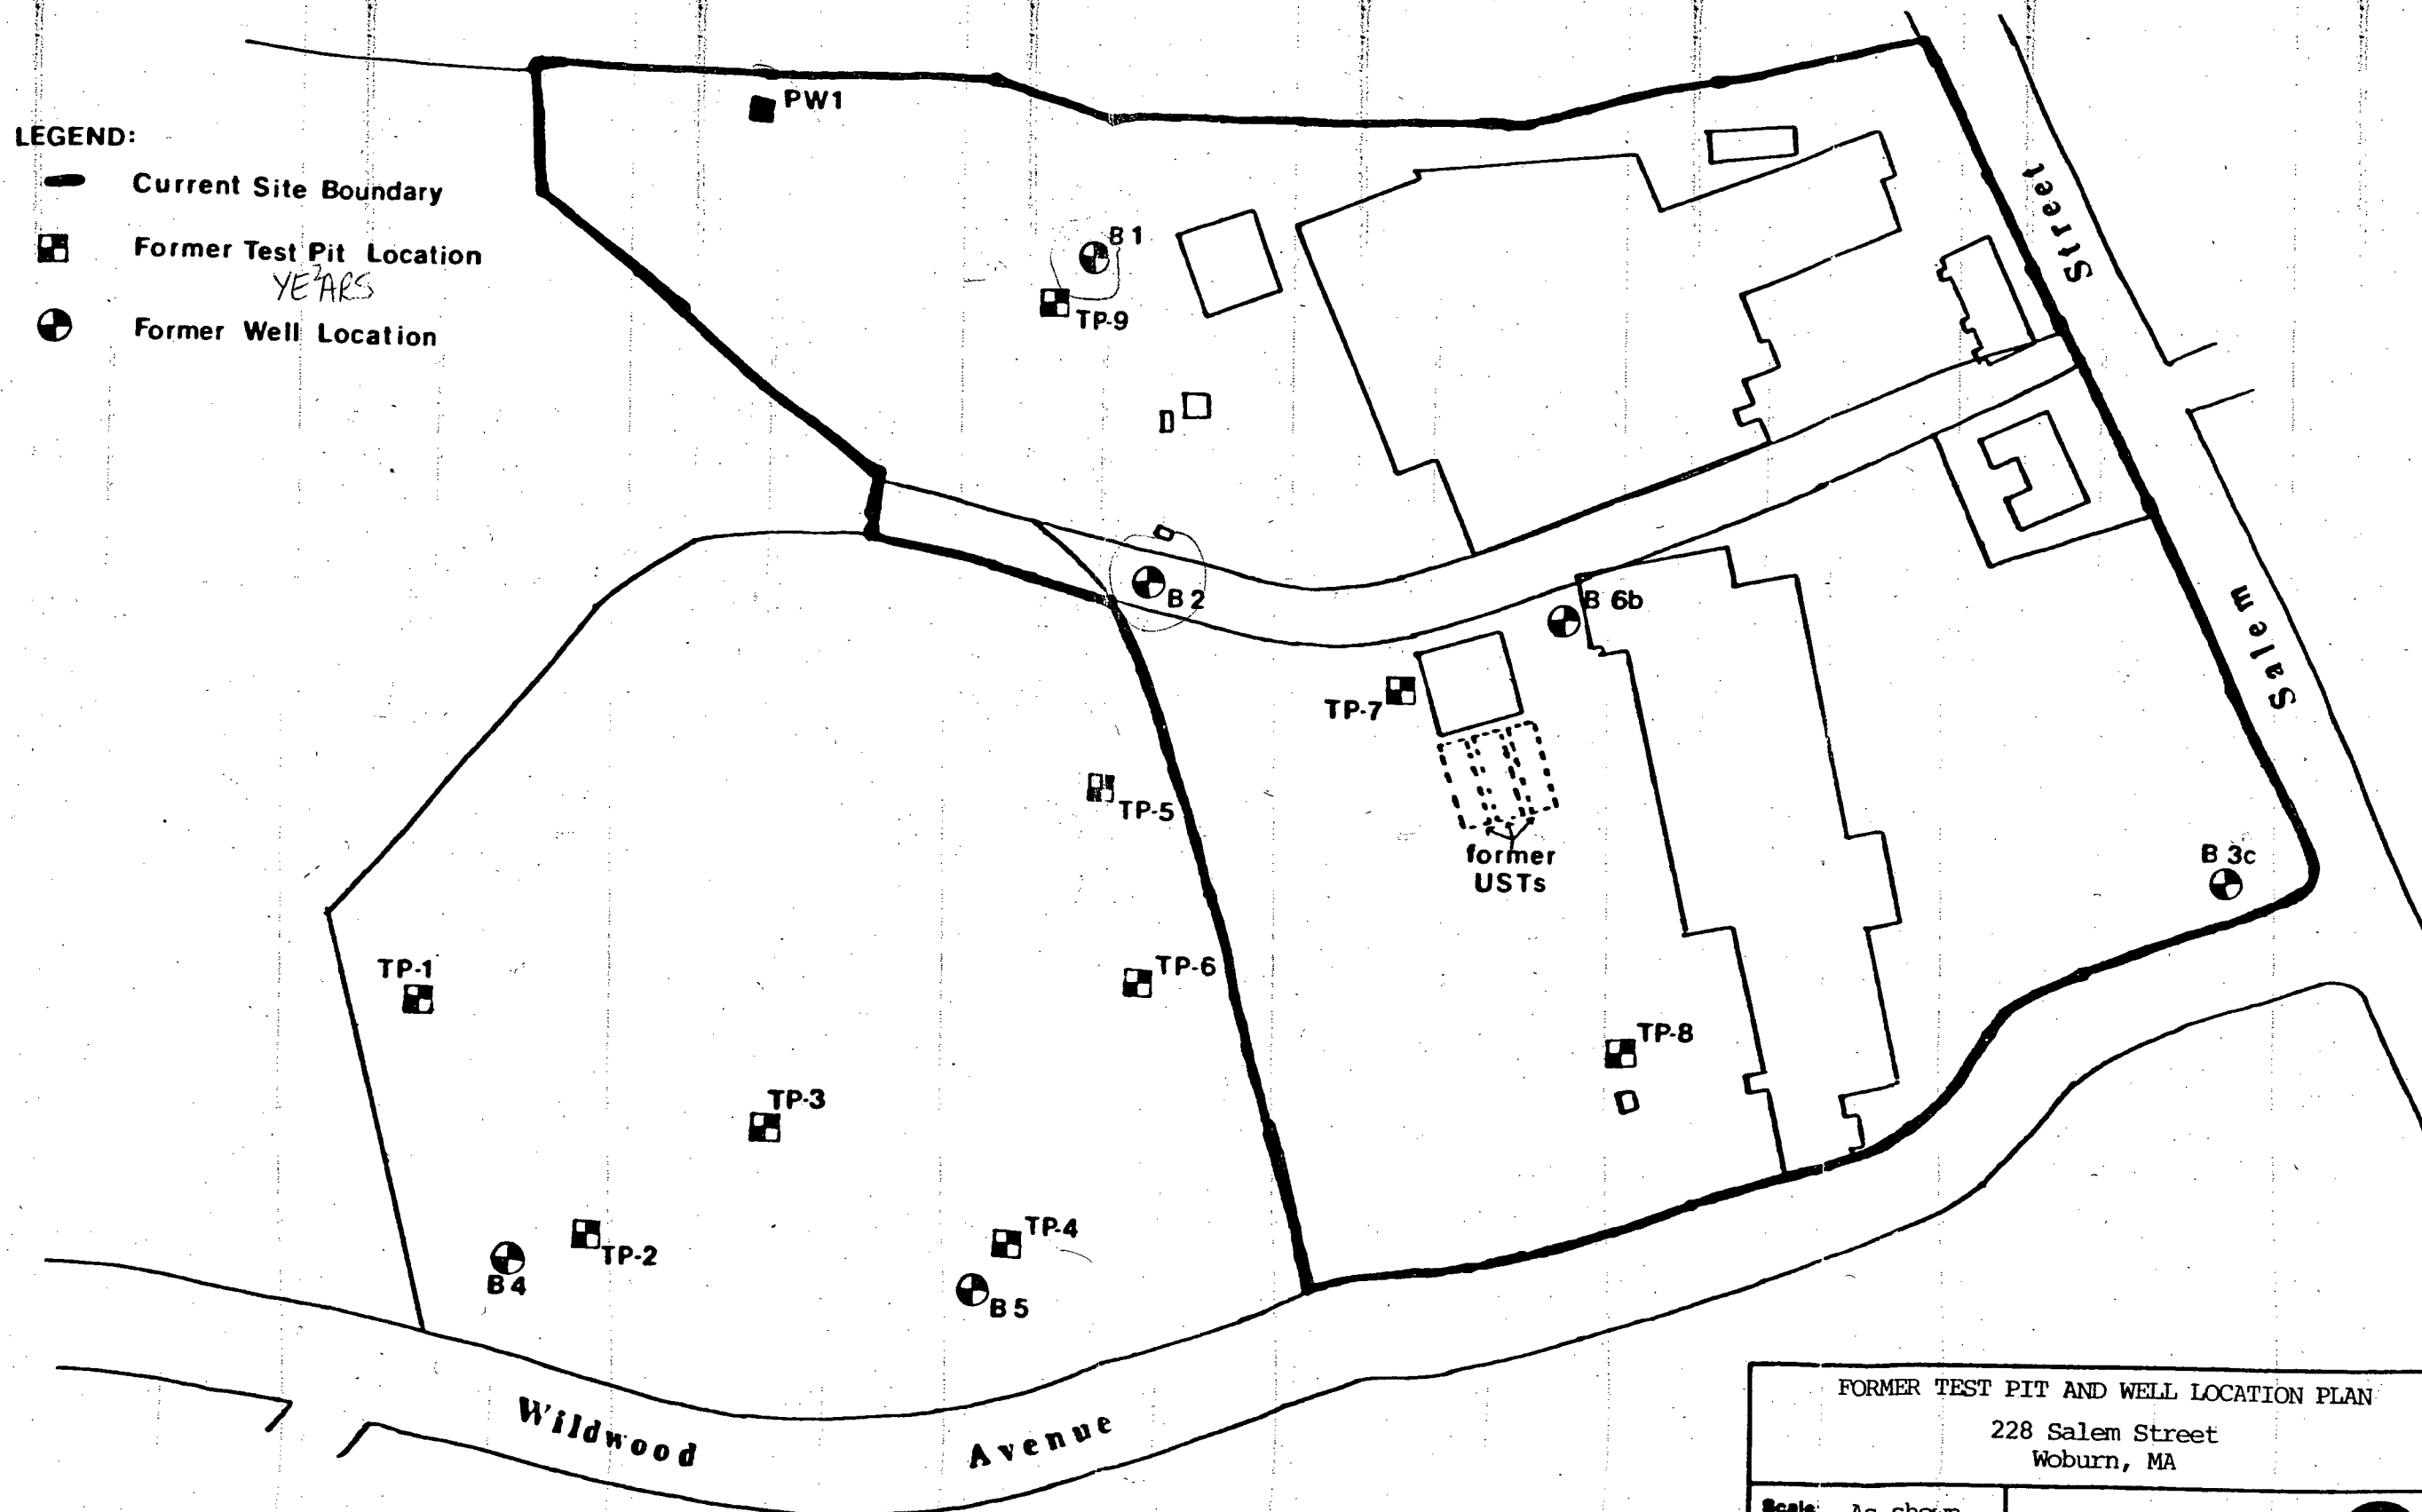 PW1
LEGEND:
Current Site Boundary
Former Test Pit Location
YEARS
Former Well Location
B 1
TP-9
Street
B 2
B 6b
Salem
TP-7
TP-5
former
USTs
B 3c
TP-1
TP-6
TP-8
TP-3
TP-2
B 4
TP-4
B 5
Wildwood Avenue
FORMER TEST PIT AND WELL LOCATION PLAN
228 Salem Street
Woburn, MA
Scale: As shown